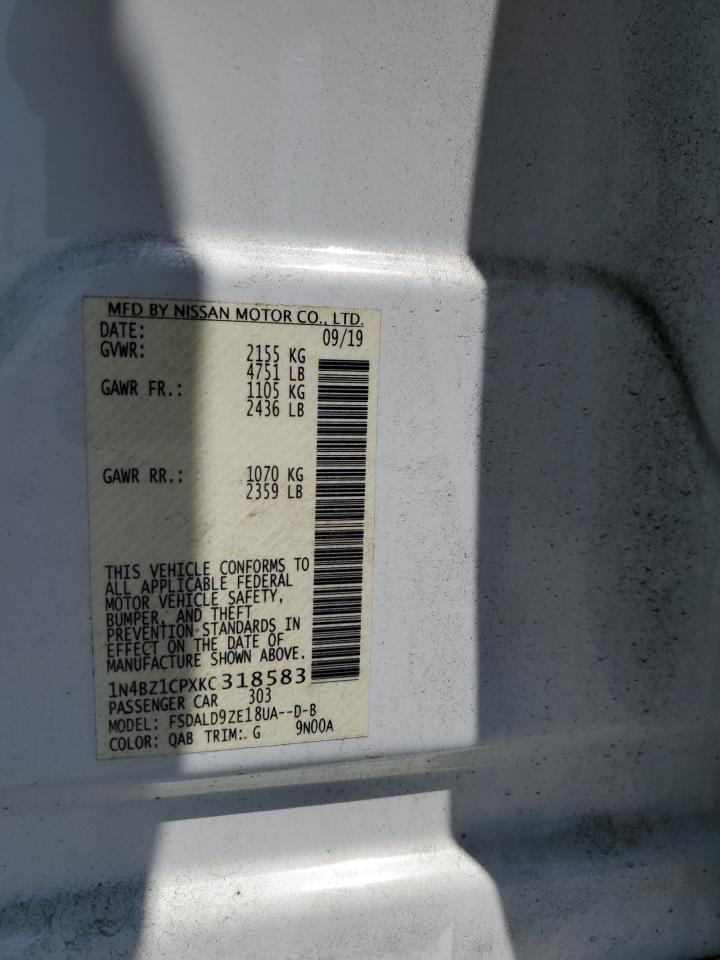 MFD BY NISSAN MOTOR CO., LTD.
DATE: 09/19
GVWR: 2155 KG
4751 LB
GAWR FR.: 1105 KG
2436 LB
GAWR RR.: 1070 KG
2359 LB
THIS VEHICLE CONFORMS TO
ALL APPLICABLE FEDERAL
MOTOR VEHICLE SAFETY,
BUMPER, AND THEFT
PREVENTION STANDARDS IN
EFFECT ON THE DATE OF
MANUFACTURE SHOWN ABOVE.
1N4BZ1CPXKC318583
PASSENGER CAR 303
MODEL: FSDALD9ZE18UA--D-B
COLOR: QAB TRIM: G 9N00A